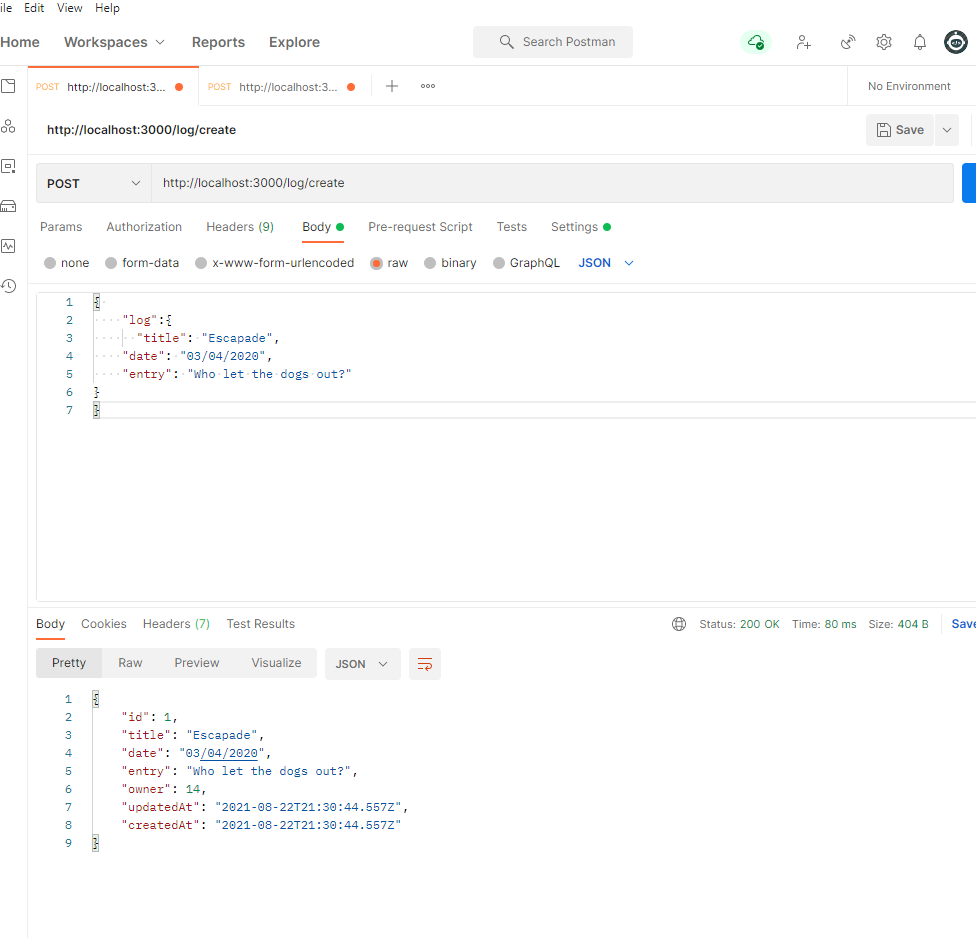 ile Edit View Help
Home Workspaces Reports Explore Search Postman
POST http://localhost:3... POST http://localhost:3... No Environment
http://localhost:3000/log/create Save
POST http://localhost:3000/log/create
Params Authorization Headers (9) Body Pre-request Script Tests Settings
none form-data x-www-form-urlencoded raw binary GraphQL JSON
1 {
2 "log":{
3 "title": "Escapade",
4 "date": "03/04/2020",
5 "entry": "Who let the dogs out?"
6 }
7 }
Body Cookies Headers (7) Test Results Status: 200 OK Time: 80 ms Size: 404 B Save
Pretty Raw Preview Visualize JSON
1 {
2 "id": 1,
3 "title": "Escapade",
4 "date": "03/04/2020",
5 "entry": "Who let the dogs out?",
6 "owner": 14,
7 "updatedAt": "2021-08-22T21:30:44.557Z",
8 "createdAt": "2021-08-22T21:30:44.557Z"
9 }